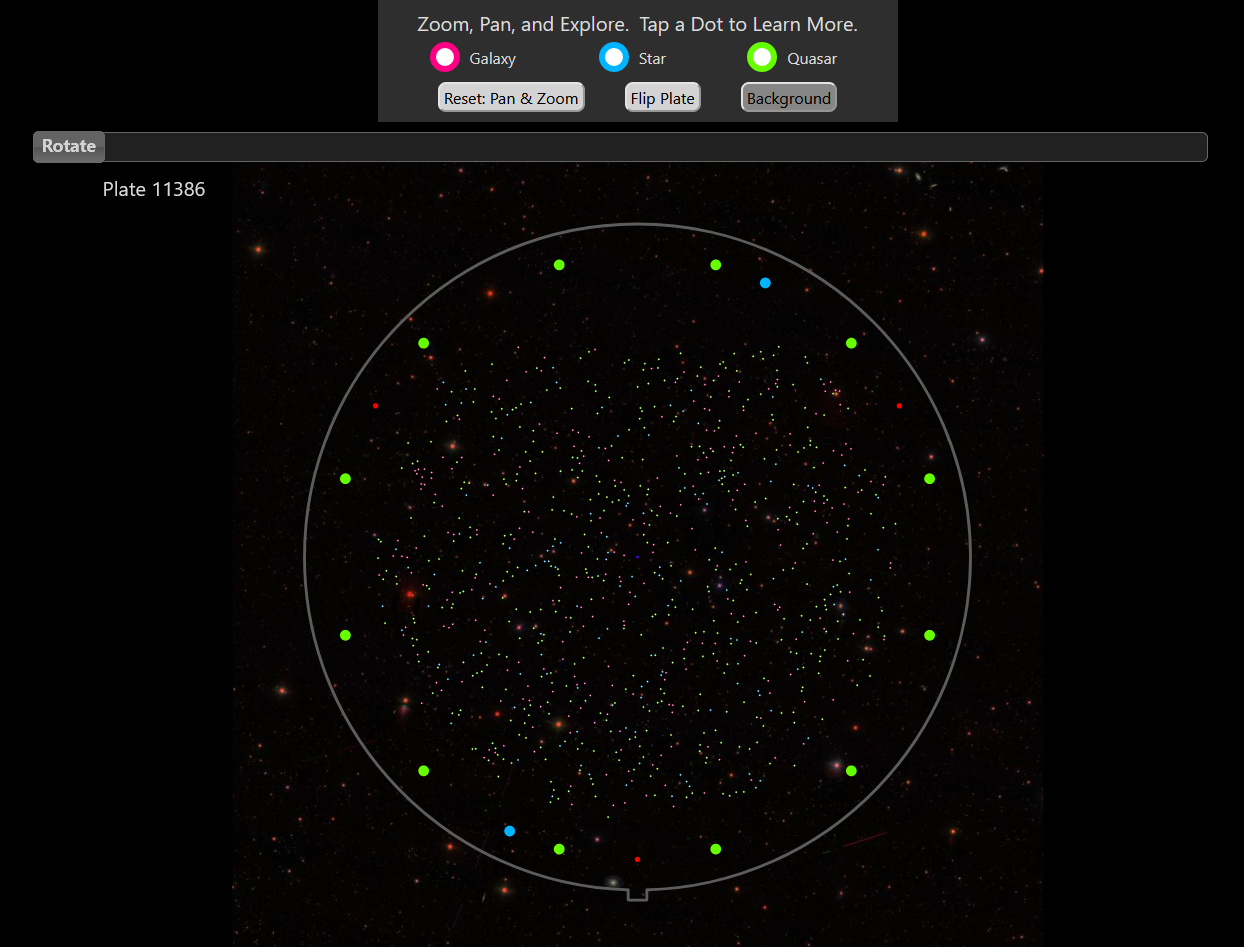 Zoom, Pan, and Explore.  Tap a Dot to Learn More.
Galaxy Star Quasar
Reset: Pan & Zoom Flip Plate Background
Rotate
Plate 11386